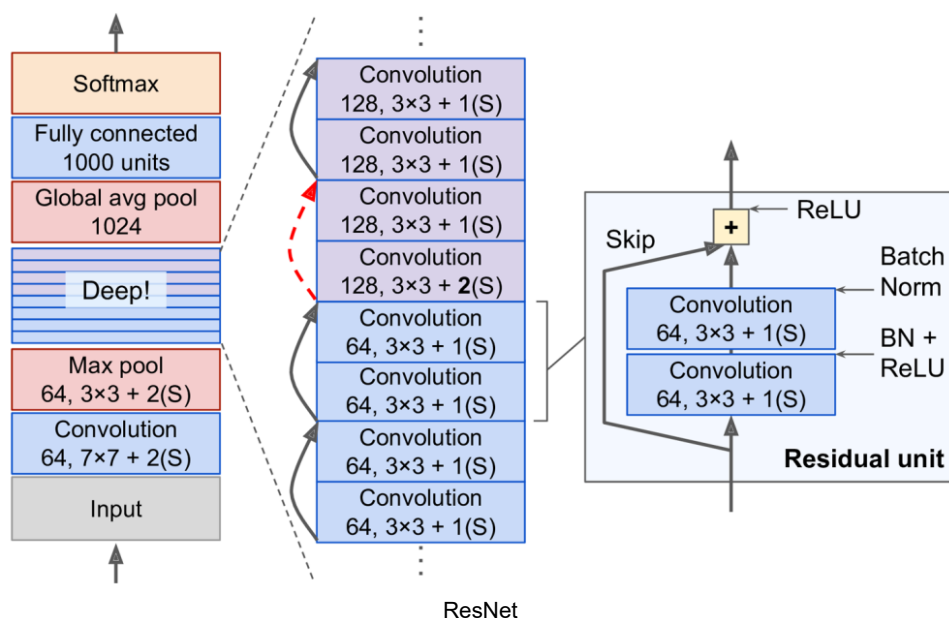 Softmax
Fully connected
1000 units
Global avg pool
1024
Deep!
Max pool
64, 3×3 + 2(S)
Convolution
64, 7×7 + 2(S)
Input
Convolution
128, 3×3 + 1(S)
Convolution
128, 3×3 + 1(S)
Convolution
128, 3×3 + 1(S)
Convolution
128, 3×3 + 2(S)
Convolution
64, 3×3 + 1(S)
Convolution
64, 3×3 + 1(S)
Convolution
64, 3×3 + 1(S)
Convolution
64, 3×3 + 1(S)
+
ReLU
Skip
Batch
Norm
Convolution
64, 3×3 + 1(S)
BN +
ReLU
Convolution
64, 3×3 + 1(S)
Residual unit
ResNet